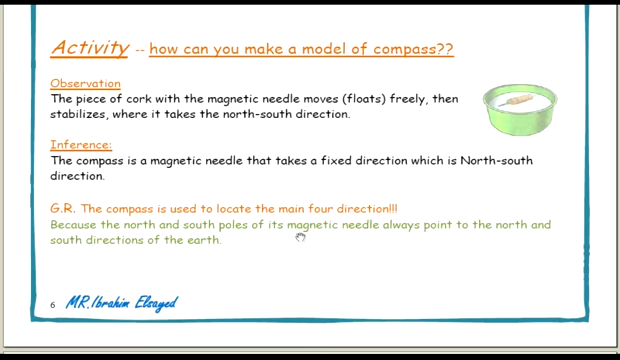 Activity -- how can you make a model of compass??
Observation
The piece of cork with the magnetic needle moves (floats) freely, then
stabilizes, where it takes the north-south direction.
Inference:
The compass is a magnetic needle that takes a fixed direction which is North-south
direction.
G.R. The compass is used to locate the main four direction!!!
Because the north and south poles of its magnetic needle always point to the north and
south directions of the earth.
6 MR.Ibrahim Elsayed